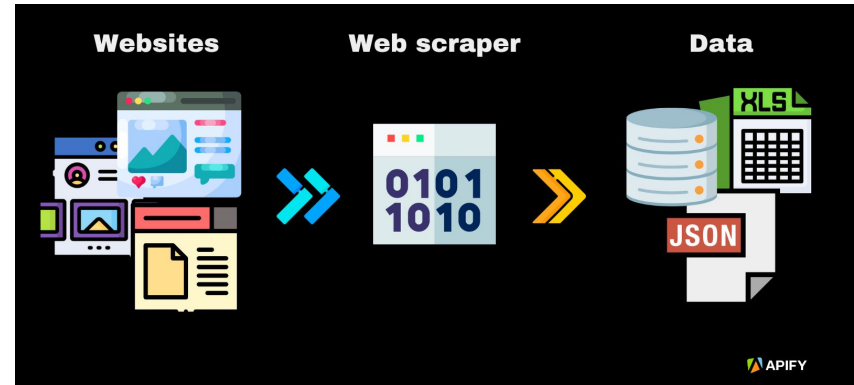 Websites
Web scraper
Data
XLS
0101
1010
JSON
APIFY